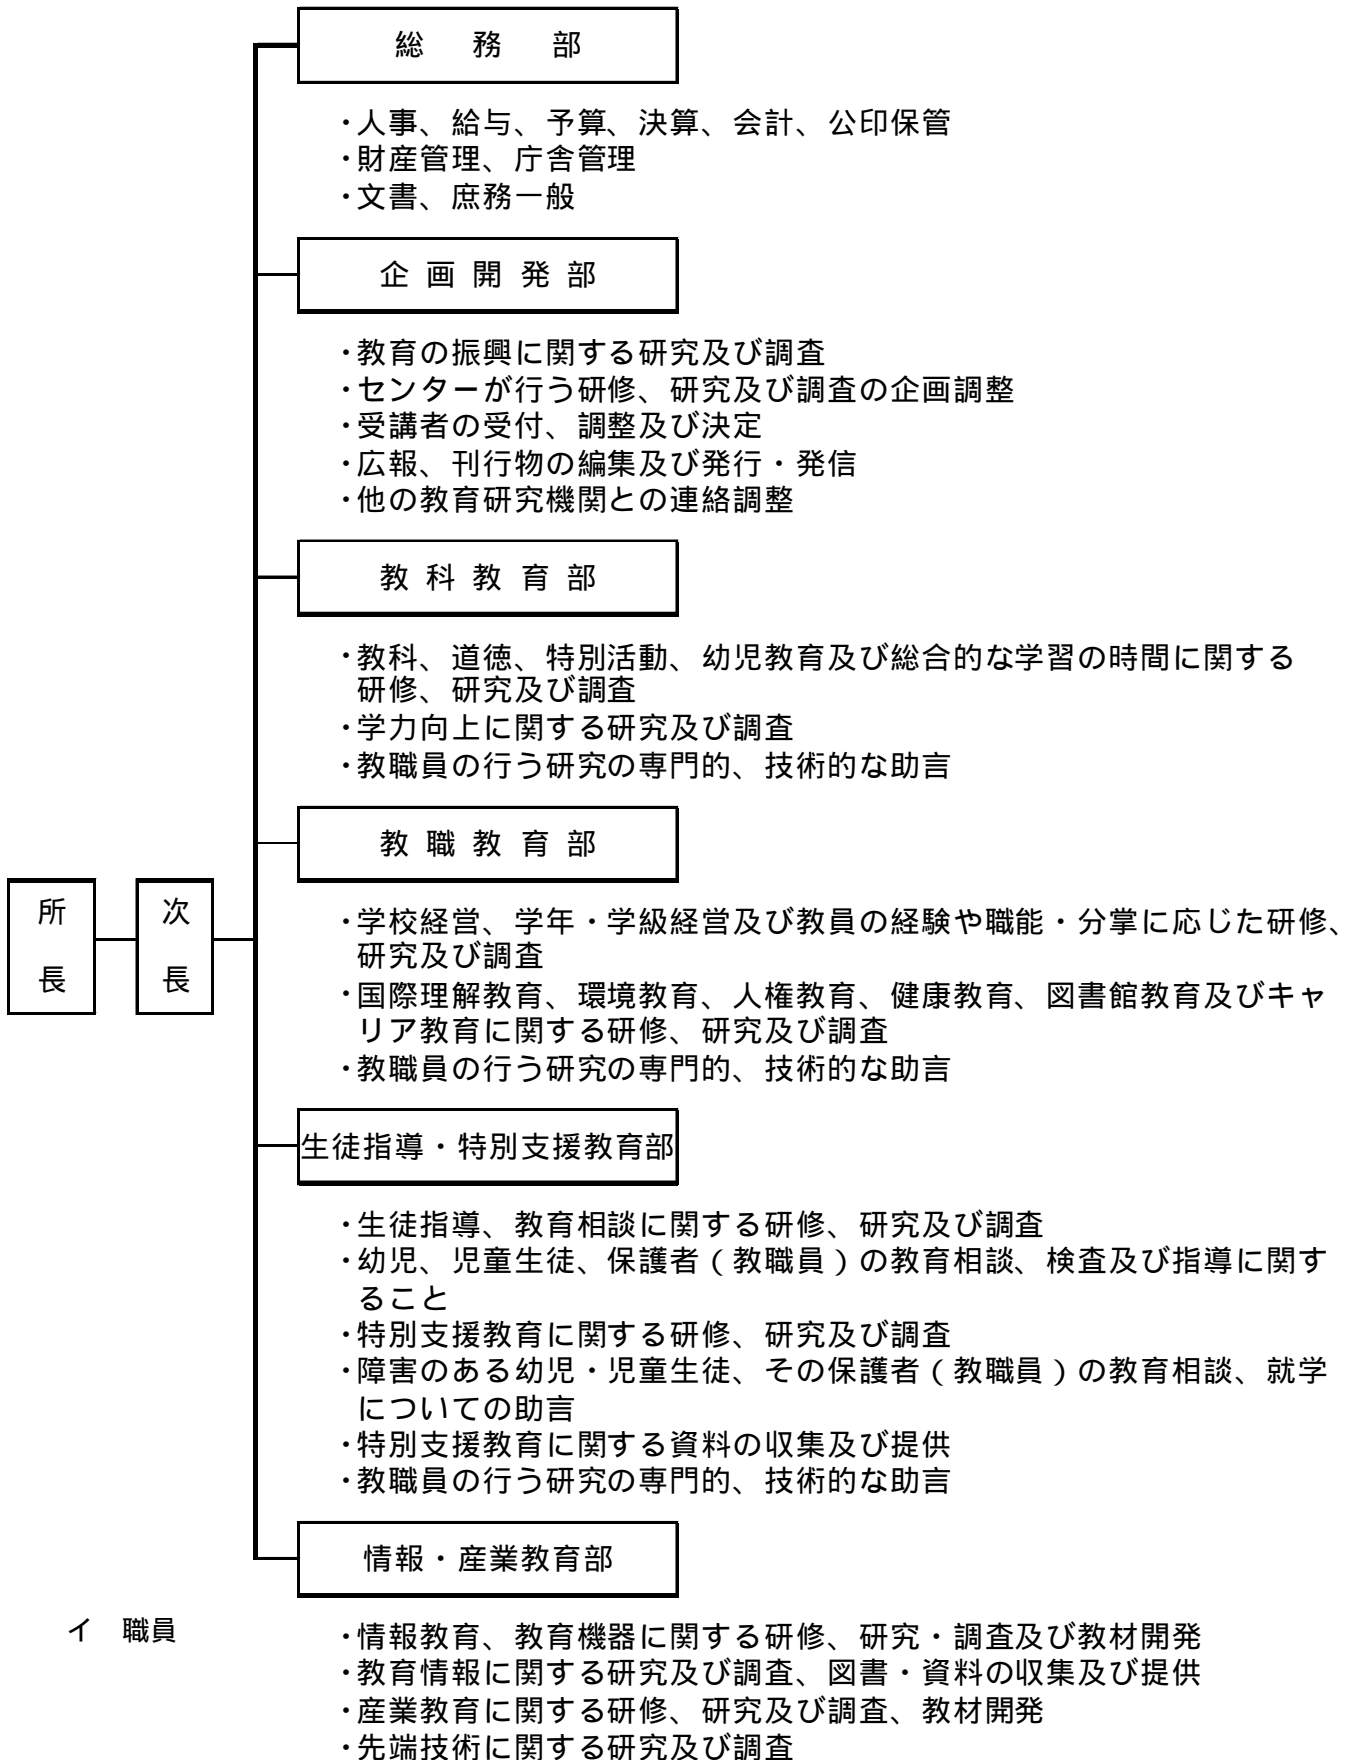 総務部
・人事、給与、予算、決算、会計、公印保管
・財産管理、庁舎管理
・文書、庶務一般
企画開発部
・教育の振興に関する研究及び調査
・センターが行う研修、研究及び調査の企画調整
・受講者の受付、調整及び決定
・広報、刊行物の編集及び発行・発信
・他の教育研究機関との連絡調整
教科教育部
・教科、道徳、特別活動、幼児教育及び総合的な学習の時間に関する
研修、研究及び調査
・学力向上に関する研究及び調査
・教職員の行う研究の専門的、技術的な助言
教職教育部
所長
次長
・学校経営、学年・学級経営及び教員の経験や職能・分掌に応じた研修、
研究及び調査
・国際理解教育、環境教育、人権教育、健康教育、図書館教育及びキャ
リア教育に関する研修、研究及び調査
・教職員の行う研究の専門的、技術的な助言
生徒指導・特別支援教育部
・生徒指導、教育相談に関する研修、研究及び調査
・幼児、児童生徒、保護者（教職員）の教育相談、検査及び指導に関す
ること
・特別支援教育に関する研修、研究及び調査
・障害のある幼児・児童生徒、その保護者（教職員）の教育相談、就学
についての助言
・特別支援教育に関する資料の収集及び提供
・教職員の行う研究の専門的、技術的な助言
情報・産業教育部
イ　職員
・情報教育、教育機器に関する研修、研究・調査及び教材開発
・教育情報に関する研究及び調査、図書・資料の収集及び提供
・産業教育に関する研修、研究及び調査、教材開発
・先端技術に関する研究及び調査